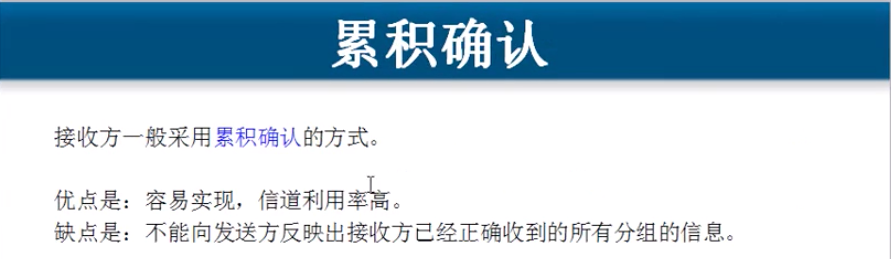 累积确认
接收方一般采用累积确认的方式。
优点是：容易实现，信道利用率高。
缺点是：不能向发送方反映出接收方已经正确收到的所有分组的信息。